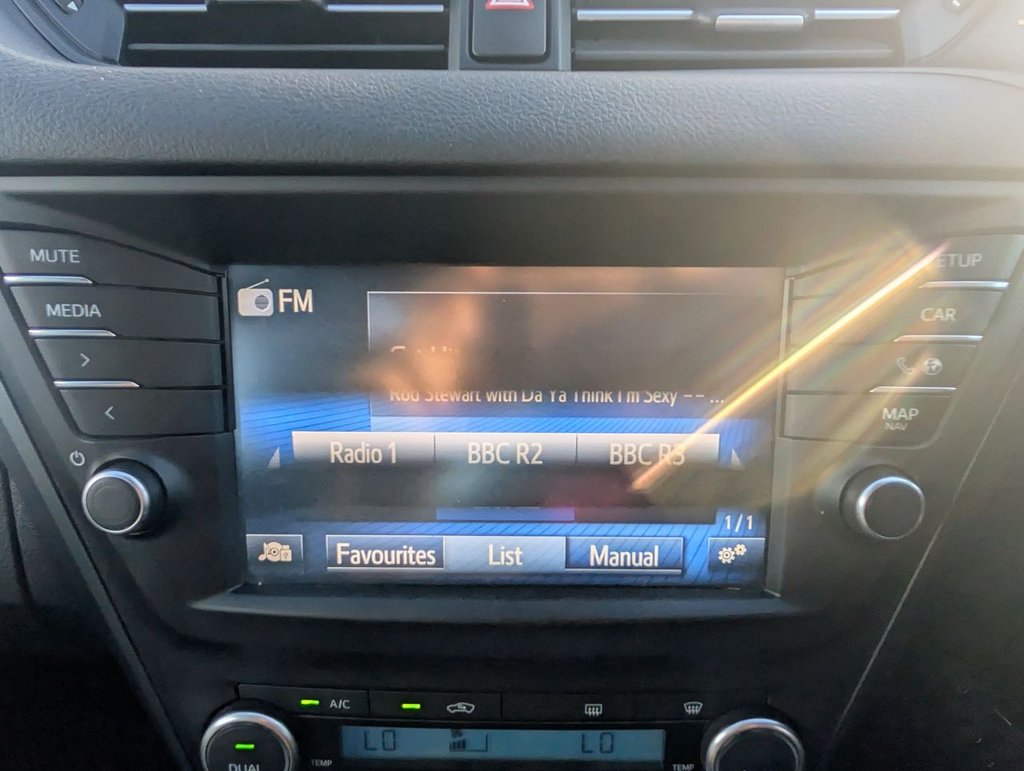 MUTE
MEDIA
SETUP
CAR
MAP
NAV
FM
Rod Stewart with Da Ya Think I'm Sexy - - ...
Radio 1 BBC R2 BBC R3
1/1
Favourites List Manual
A/C
LO LO
TEMP TEMP
DUAL